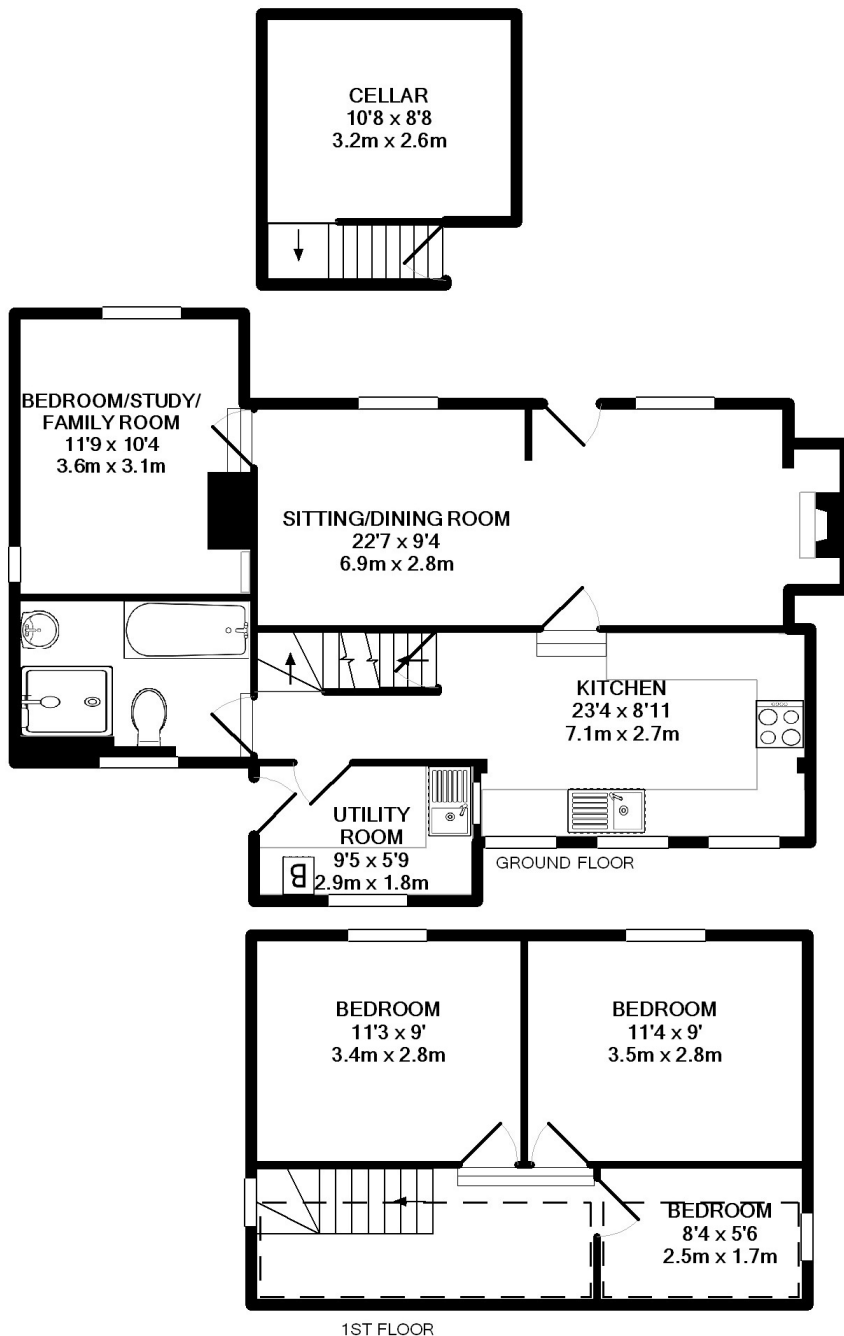 CELLAR
10'8 x 8'8
3.2m x 2.6m
BEDROOM/STUDY/
FAMILY ROOM
11'9 x 10'4
3.6m x 3.1m
SITTING/DINING ROOM
22'7 x 9'4
6.9m x 2.8m
KITCHEN
23'4 x 8'11
7.1m x 2.7m
UTILITY
ROOM
9'5 x 5'9
2.9m x 1.8m
B
GROUND FLOOR
BEDROOM
11'3 x 9'
3.4m x 2.8m
BEDROOM
11'4 x 9'
3.5m x 2.8m
BEDROOM
8'4 x 5'6
2.5m x 1.7m
1ST FLOOR